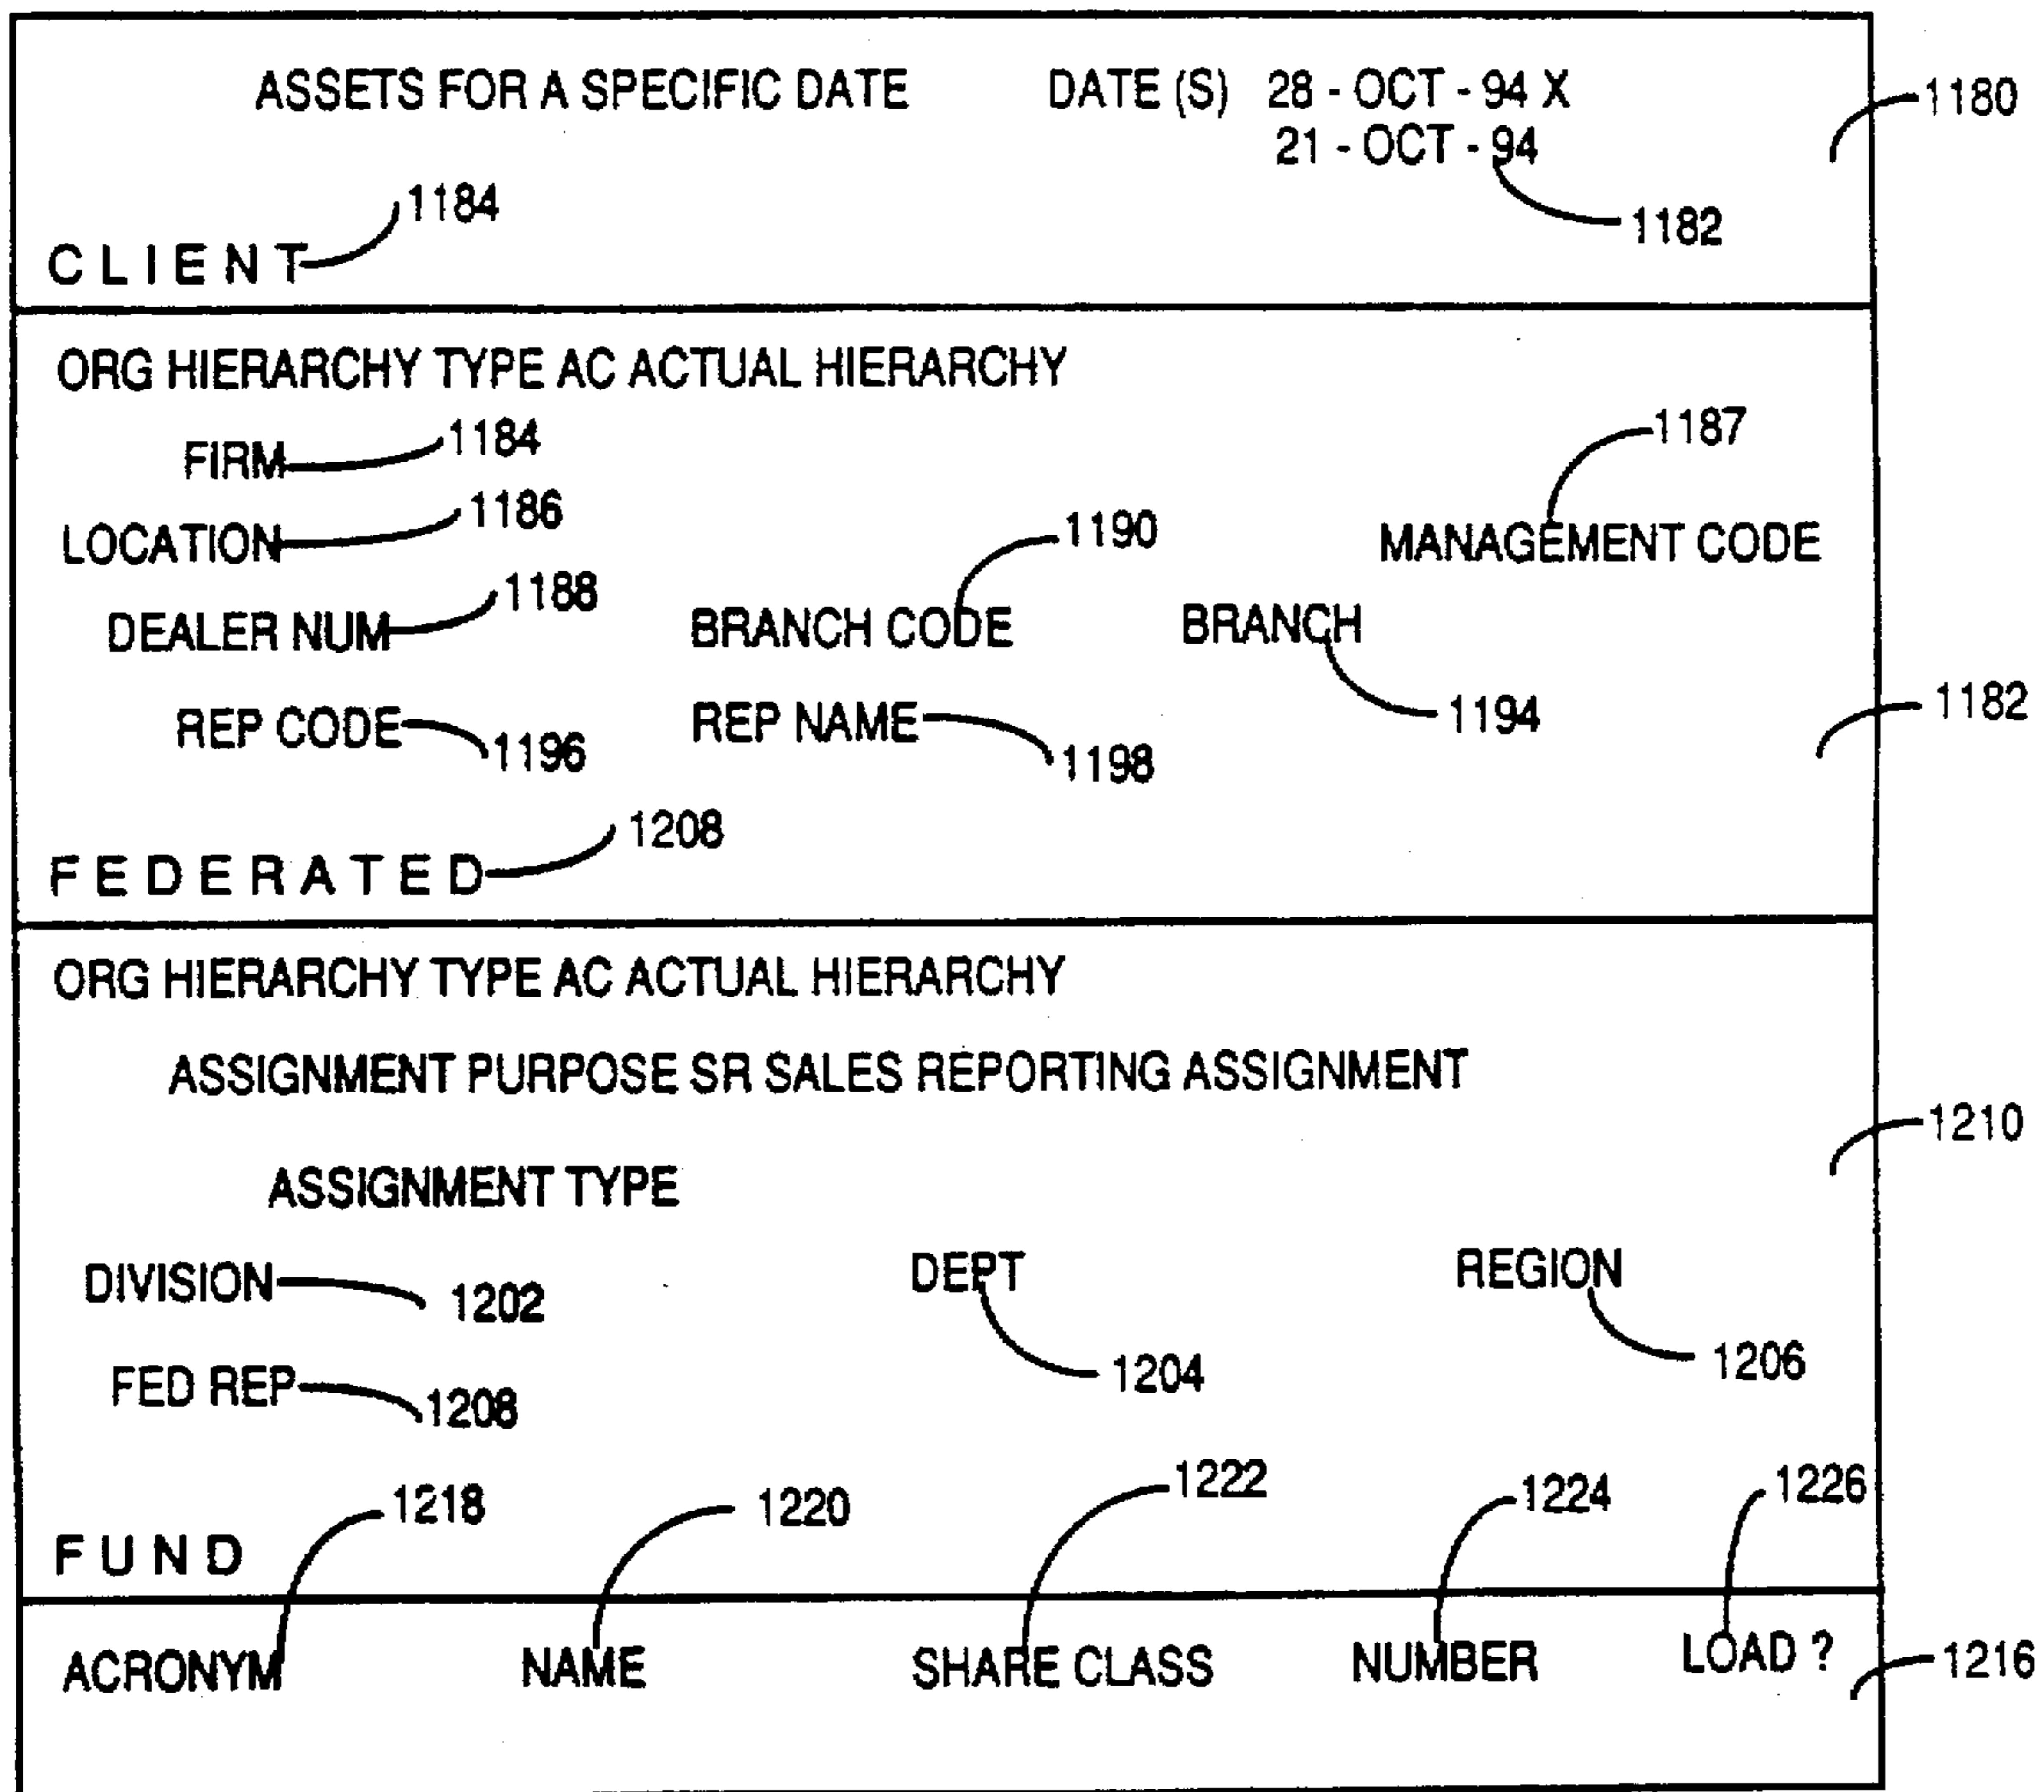 ASSETS FOR A SPECIFIC DATE DATE (S) 28 - OCT - 94 X 1180
21 - OCT - 94
1184
1182
C L I E N T
ORG HIERARCHY TYPE AC ACTUAL HIERARCHY
FIRM 1184 1187
LOCATION 1186 1190 MANAGEMENT CODE
DEALER NUM 1188 BRANCH CODE BRANCH
1182
REP CODE 1196 REP NAME 1198 1194
1208
F E D E R A T E D
ORG HIERARCHY TYPE AC ACTUAL HIERARCHY
ASSIGNMENT PURPOSE SR SALES REPORTING ASSIGNMENT
1210
ASSIGNMENT TYPE
DIVISION 1202 DEPT REGION
FED REP 1208 1204 1206
1218 1220 1222 1224 1226
F U N D
ACRONYM NAME SHARE CLASS NUMBER LOAD ? 1216